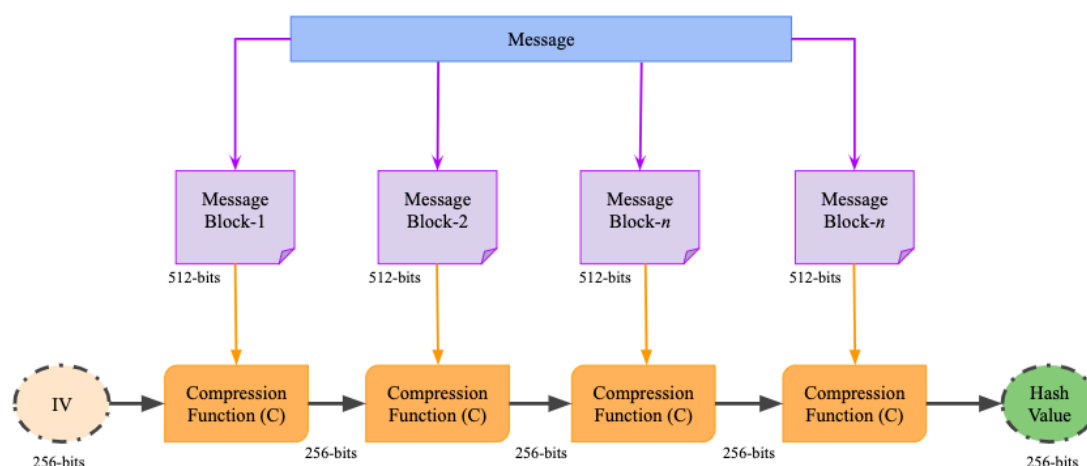 Message
Message
Block-1
Message
Block-2
Message
Block-n
Message
Block-n
512-bits
512-bits
512-bits
512-bits
IV
Compression
Function (C)
Compression
Function (C)
Compression
Function (C)
Compression
Function (C)
Hash
Value
256-bits
256-bits
256-bits
256-bits
256-bits